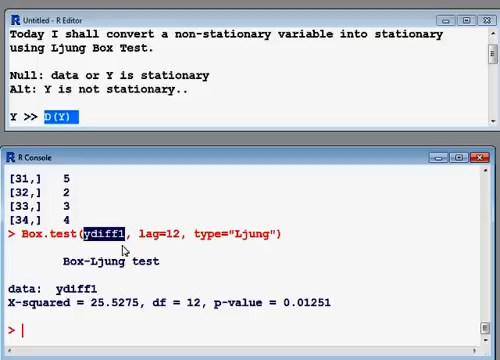 Untitled - R Editor
Today I shall convert a non-stationary variable into stationary
using Ljung Box Test.
Null: data or Y is stationary
Alt: Y is not stationary..
Y >> D(Y)
R Console
[31,] 5
[32,] 2
[33,] 3
[34,] 4
> Box.test(ydiff1, lag=12, type="Ljung")
Box-Ljung test
data: ydiff1
X-squared = 25.5275, df = 12, p-value = 0.01251
>